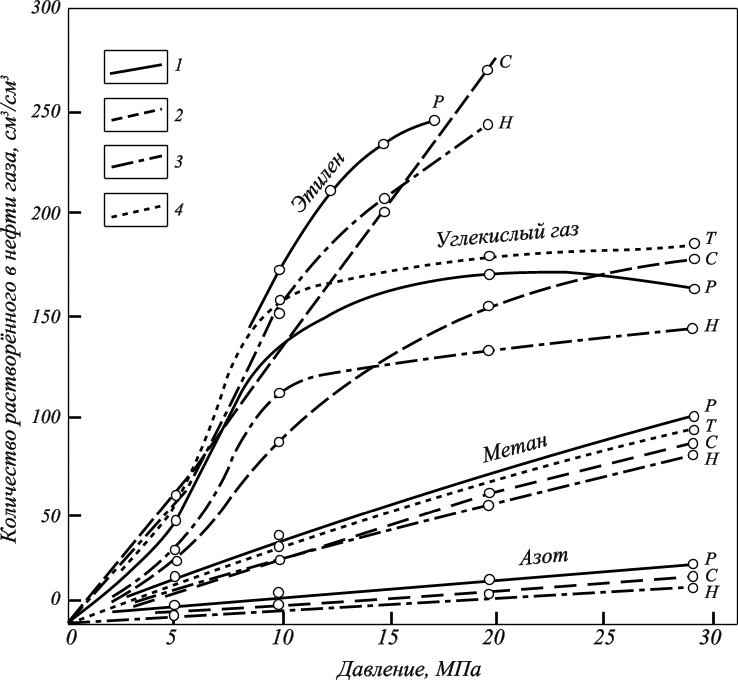 Количество растворённого в нефти газа, см³/см³
300
250
200
150
100
50
0
1
2
3
4
Этилен
P
C
H
Углекислый газ
T
C
P
H
Метан
P
T
C
H
Азот
P
C
H
0
5
10
15
20
25
30
Давление, МПа